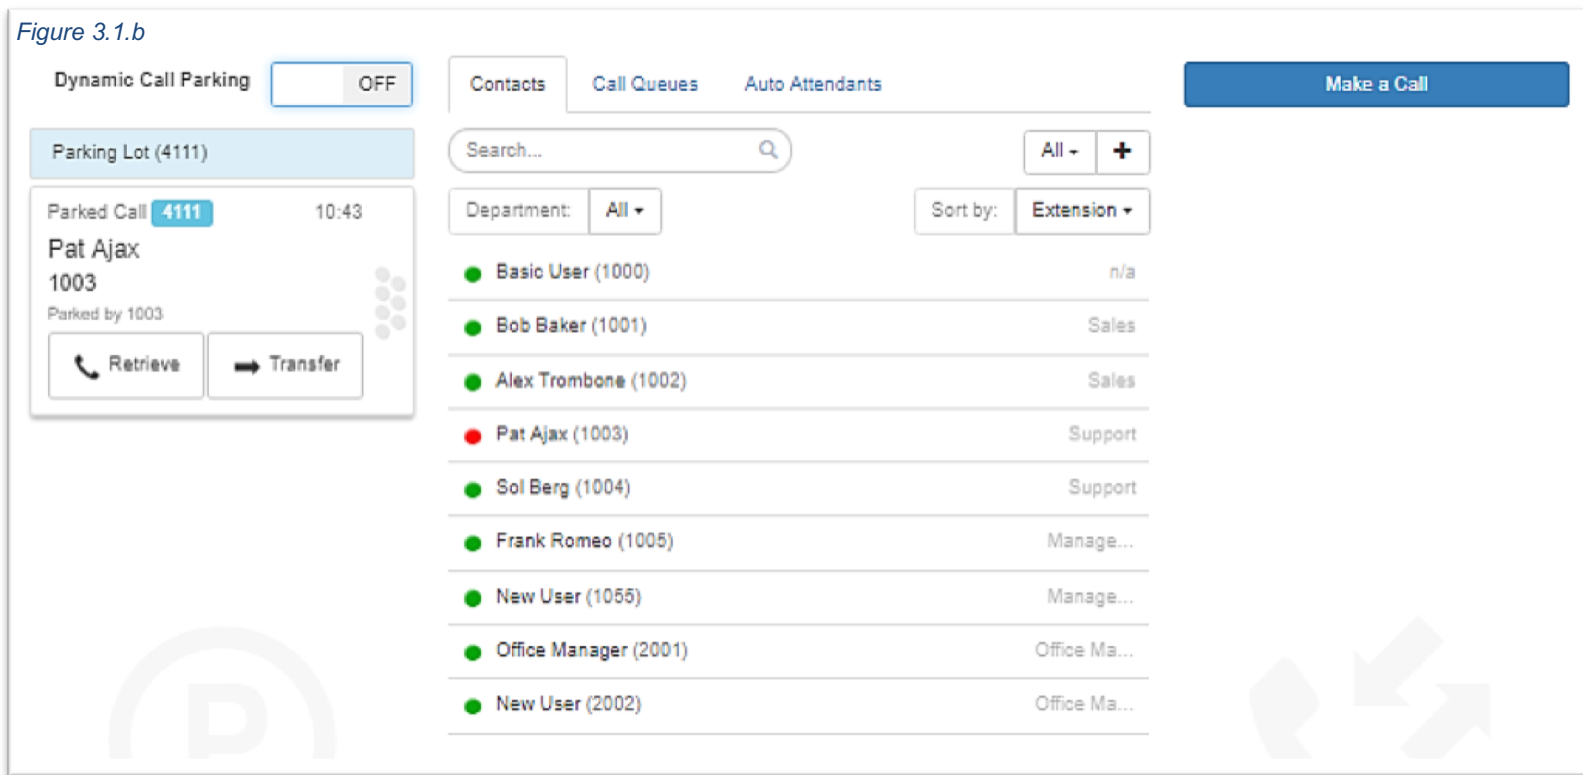 Figure 3.1.b
Dynamic Call Parking OFF
Parking Lot (4111)
Parked Call 4111 10:43
Pat Ajax
1003
Parked by 1003
Retrieve Transfer
Contacts Call Queues Auto Attendants
Search... All +
Department: All Sort by: Extension
Basic User (1000) n/a
Bob Baker (1001) Sales
Alex Trombone (1002) Sales
Pat Ajax (1003) Support
Sol Berg (1004) Support
Frank Romeo (1005) Manage...
New User (1055) Manage...
Office Manager (2001) Office Ma...
New User (2002) Office Ma...
Make a Call
P